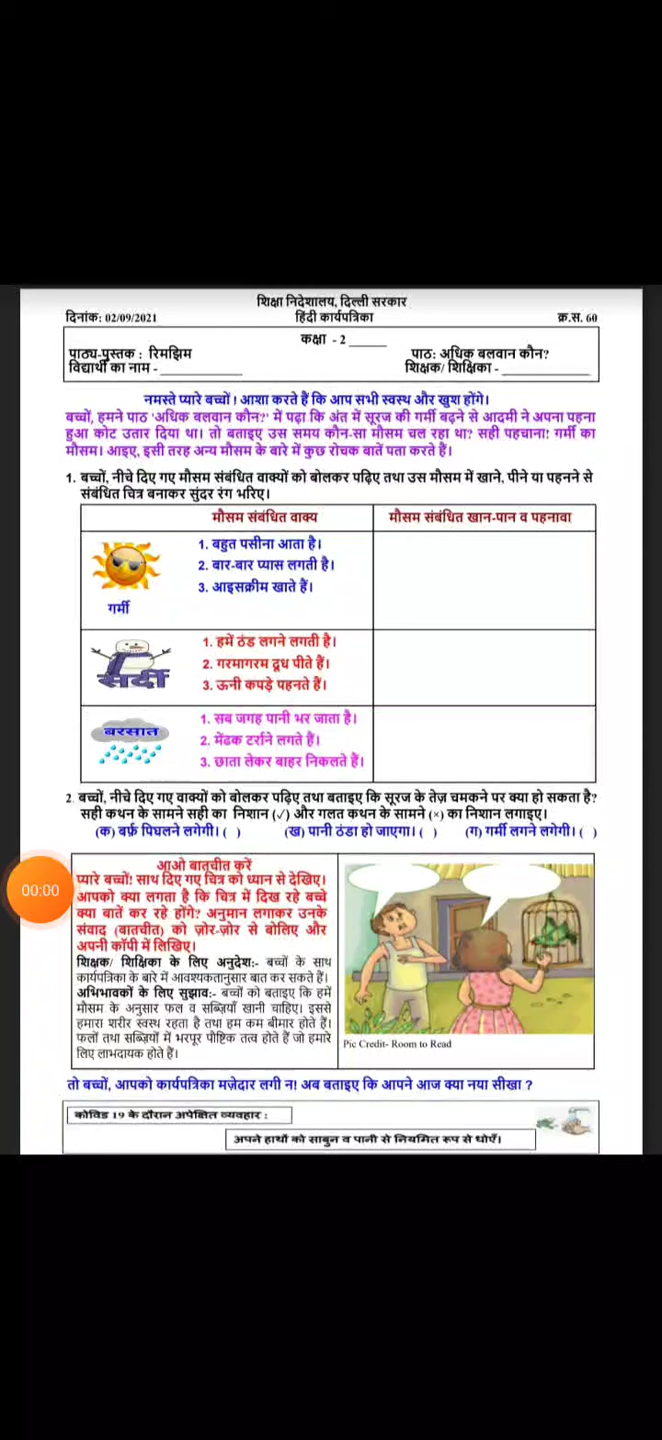 शिक्षा निदेशालय, दिल्ली सरकार
दिनांक: 02/09/2021 हिंदी कार्यपत्रिका क्र.स. 60
कक्षा - 2______
पाठ्य-पुस्तक : रिमझिम पाठ: अधिक बलवान कौन?
विद्यार्थी का नाम - _____________ शिक्षक/ शिक्षिका - _____________
नमस्ते प्यारे बच्चों ! आशा करते हैं कि आप सभी स्वस्थ और खुश होंगे।
बच्चों, हमने पाठ 'अधिक बलवान कौन?' में पढ़ा कि अंत में सूरज की गर्मी बढ़ने से आदमी ने अपना पहना
हुआ कोट उतार दिया था। तो बताइए उस समय कौन-सा मौसम चल रहा था? सही पहचाना! गर्मी का
मौसम। आइए, इसी तरह अन्य मौसम के बारे में कुछ रोचक बातें पता करते हैं।
1. बच्चों, नीचे दिए गए मौसम संबंधित वाक्यों को बोलकर पढ़िए तथा उस मौसम में खाने, पीने या पहनने से
संबंधित चित्र बनाकर सुंदर रंग भरिए।
मौसम संबंधित वाक्य मौसम संबंधित खान-पान व पहनावा
1. बहुत पसीना आता है।
2. बार-बार प्यास लगती है।
3. आइसक्रीम खाते हैं।
गर्मी
1. हमें ठंड लगने लगती है।
2. गरमागरम दूध पीते हैं।
सर्दी
3. ऊनी कपड़े पहनते हैं।
1. सब जगह पानी भर जाता है।
बरसात
2. मेंढक टर्राने लगते हैं।
3. छाता लेकर बाहर निकलते हैं।
2. बच्चों, नीचे दिए गए वाक्यों को बोलकर पढ़िए तथा बताइए कि सूरज के तेज़ चमकने पर क्या हो सकता है?
सही कथन के सामने सही का निशान (✓) और गलत कथन के सामने (×) का निशान लगाइए।
(क) बर्फ़ पिघलने लगेगी। ( ) (ख) पानी ठंडा हो जाएगा। ( ) (ग) गर्मी लगने लगेगी। ( )
आओ बातचीत करें
प्यारे बच्चों! साथ दिए गए चित्र को ध्यान से देखिए।
आपको क्या लगता है कि चित्र में दिख रहे बच्चे
क्या बातें कर रहे होंगे? अनुमान लगाकर उनके
संवाद (बातचीत) को ज़ोर-ज़ोर से बोलिए और
अपनी कॉपी में लिखिए।
शिक्षक/ शिक्षिका के लिए अनुदेश:- बच्चों के साथ
कार्यपत्रिका के बारे में आवश्यकतानुसार बात कर सकते हैं।
अभिभावकों के लिए सुझाव:- बच्चों को बताइए कि हमें
मौसम के अनुसार फल व सब्ज़ियाँ खानी चाहिए। इससे
हमारा शरीर स्वस्थ रहता है तथा हम कम बीमार होते हैं।
फलों तथा सब्ज़ियों में भरपूर पौष्टिक तत्व होते हैं जो हमारे
लिए लाभदायक होते हैं।
Pic Credit- Room to Read
00:00
तो बच्चों, आपको कार्यपत्रिका मज़ेदार लगी न! अब बताइए कि आपने आज क्या नया सीखा ?
कोविड 19 के दौरान अपेक्षित व्यवहार :
अपने हाथों को साबुन व पानी से नियमित रूप से धोएँ।